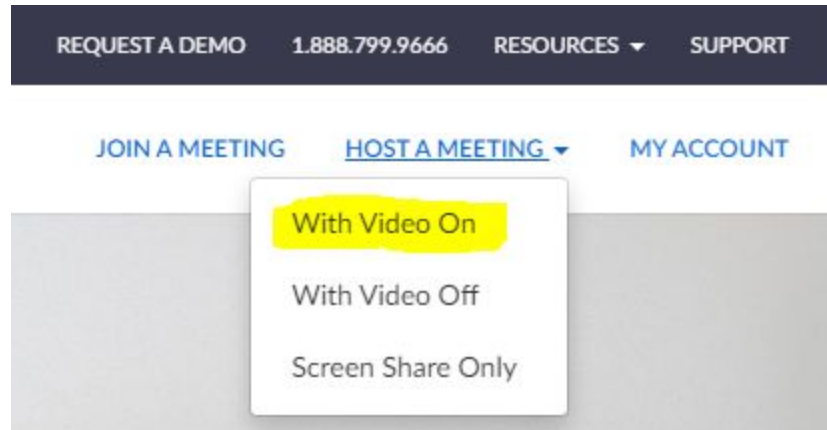 REQUEST A DEMO 1.888.799.9666 RESOURCES SUPPORT
JOIN A MEETING HOST A MEETING MY ACCOUNT
With Video On
With Video Off
Screen Share Only